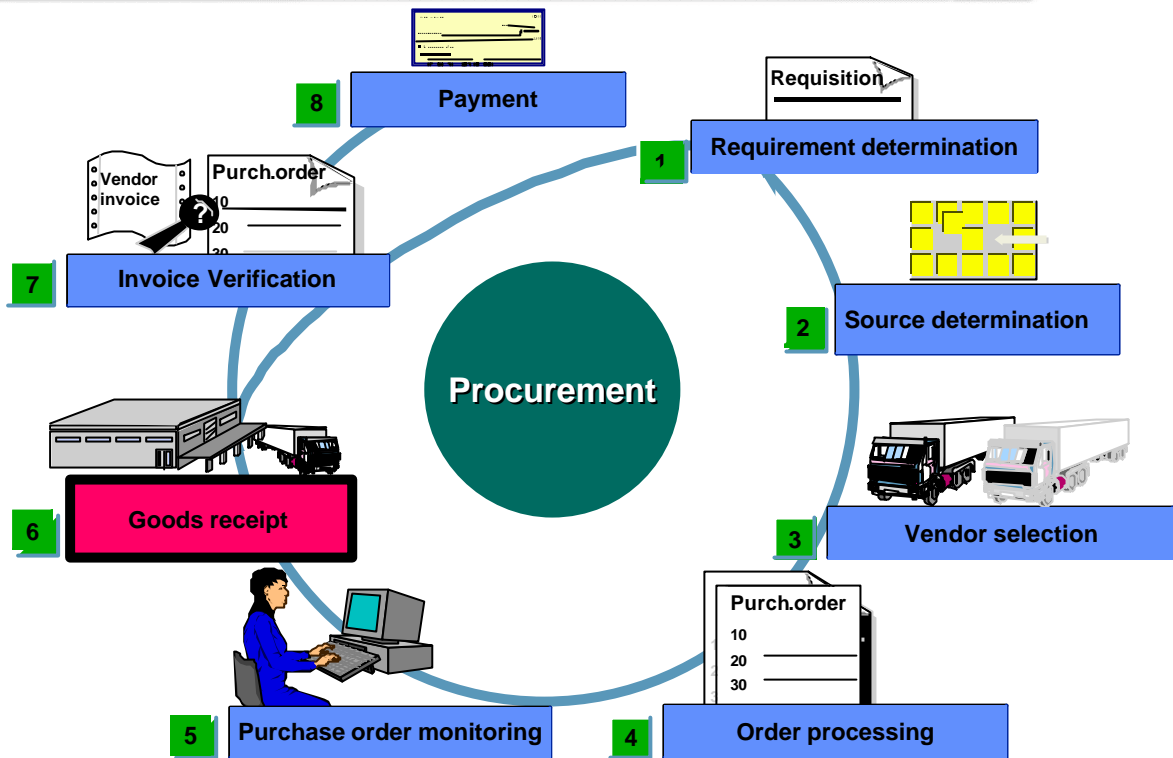 8
Payment
Requisition
1
Requirement determination
Vendor
invoice
?
Purch.order
10
20
30
7
Invoice Verification
2
Source determination
Procurement
6
Goods receipt
3
Vendor selection
Purch.order
10
20
30
5
Purchase order monitoring
4
Order processing